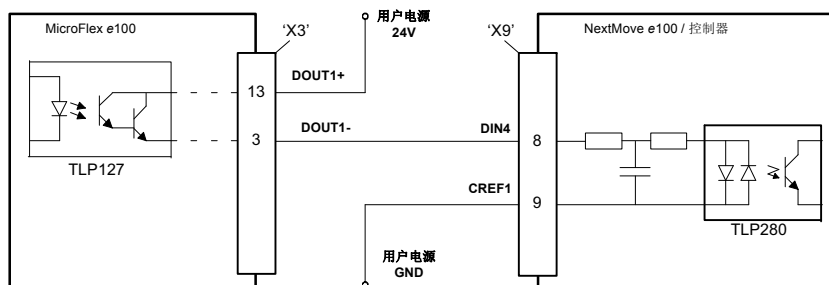 MicroFlex e100
'X3'
用户电源
24V
'X9'
NextMove e100 / 控制器
13
DOUT1+
3
DOUT1-
DIN4
8
TLP127
CREF1
9
TLP280
用户电源
GND